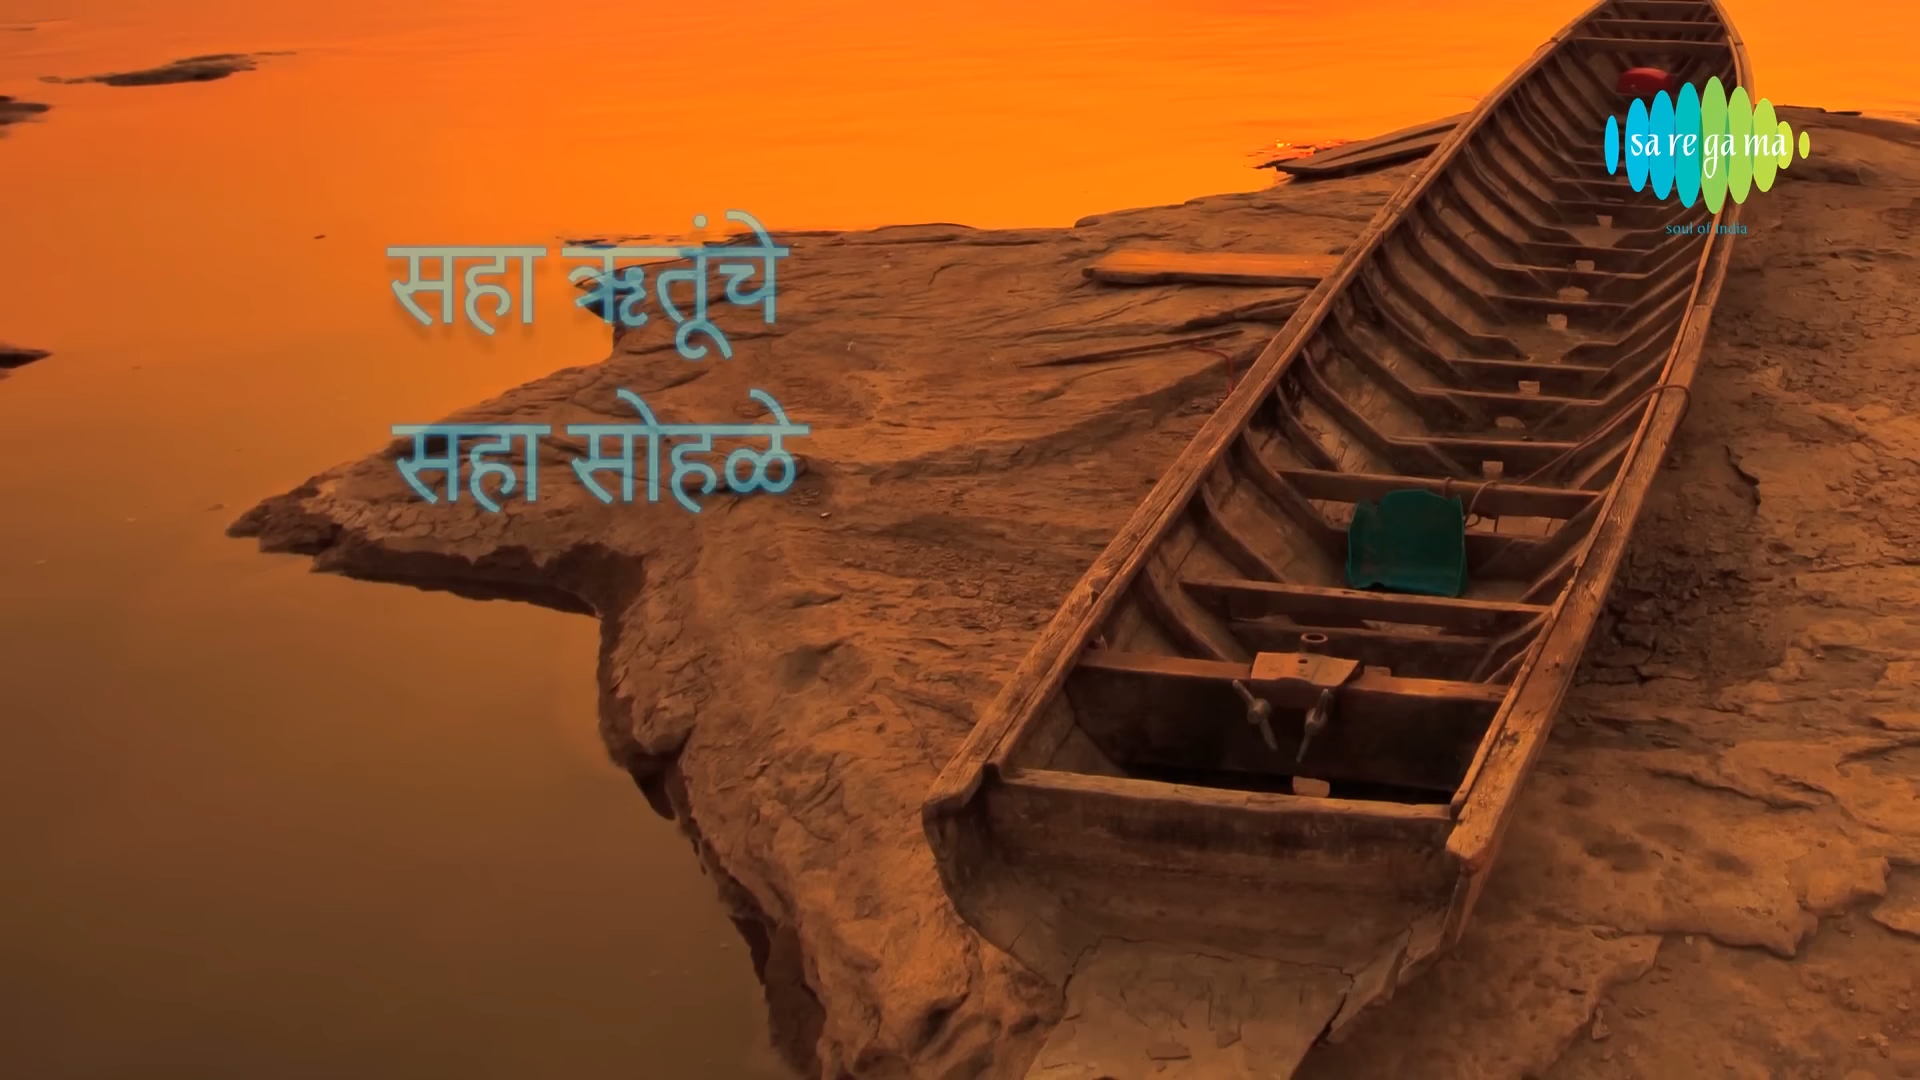 सहा ऋतूंचे
सहा सोहळे
sa re ga ma
soul of india